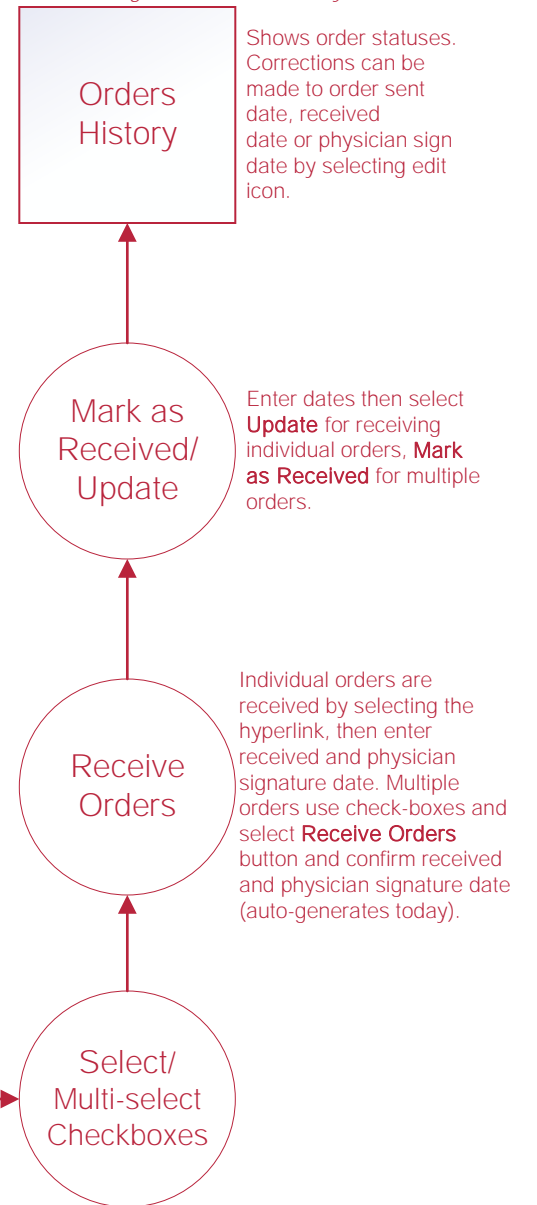 Orders
History
Shows order statuses.
Corrections can be
made to order sent
date, received
date or physician sign
date by selecting edit
icon.
Mark as
Received/
Update
Enter dates then select
Update for receiving
individual orders, Mark
as Received for multiple
orders.
Receive
Orders
Individual orders are
received by selecting the
hyperlink, then enter
received and physician
signature date. Multiple
orders use check-boxes and
select Receive Orders
button and confirm received
and physician signature date
(auto-generates today).
Select/
Multi-select
Checkboxes